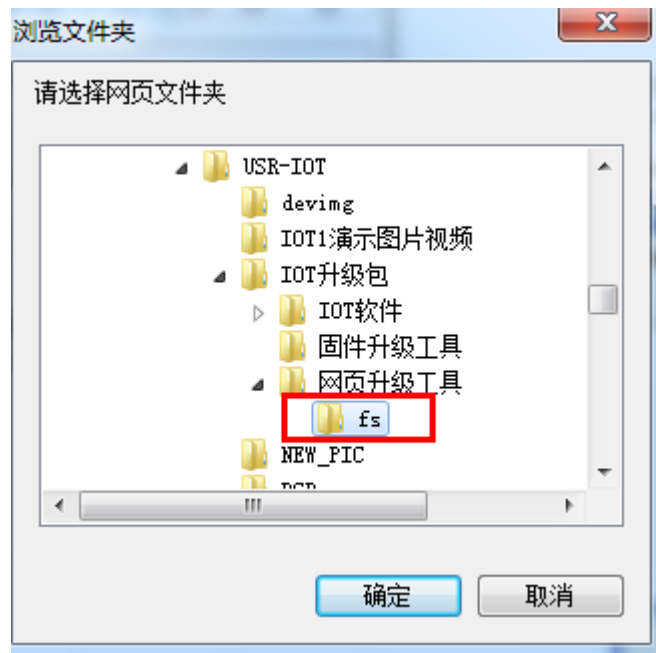 浏览文件夹
请选择网页文件夹
USR-IOT
devimg
IOT1演示图片视频
IOT升级包
IOT软件
固件升级工具
网页升级工具
fs
NEW_PIC
确定
取消